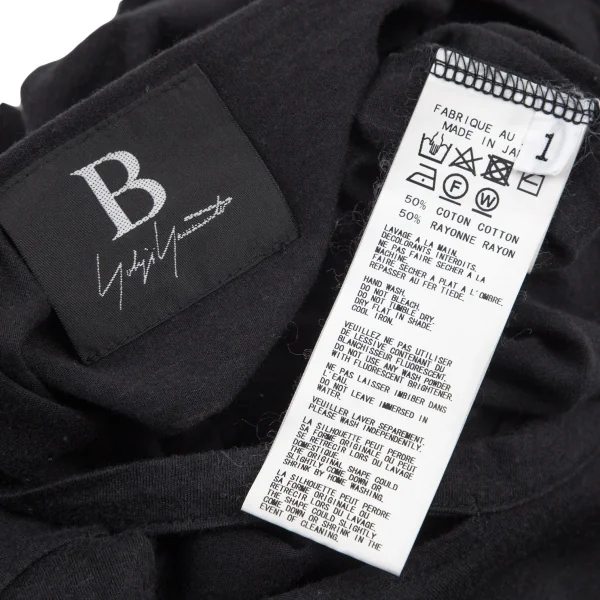 B
Yohji Yamamoto
1
FABRIQUE AU
MADE IN JA
F
W
50% COTON COTTON
50% RAYONNE RAYON
LAVAGE A LA MAIN.
DECOLORANTS INTERDITS.
NE PAS FAIRE SÉCHER A LA
MACHINE.
FAIRE SÉCHER A PLAT A L'OMBRE.
REPASSER AU FER TIEDE.
HAND WASH.
DO NOT BLEACH.
DO NOT TUMBLE DRY.
DRY FLAT IN SHADE.
COOL IRON.
VEUILLEZ NE PAS UTILISER
DE LESSIVE CONTENANT DU
BLANCHISSEUR FLUORESCENT.
DO NOT USE ANY WASH POWDER
WITH FLUORESCENT BRIGHTENER.
NE PAS LAISSER IMBIBER DANS
L'EAU.
DO NOT LEAVE IMMERSED IN
WATER.
VEUILLER LAVER SEPAREMENT.
PLEASE WASH INDEPENDENTLY.
LA SILHOUETTE PEUT PERDRE
SA FORME ORIGINALE OU
SE RETRECIR LORS DU LAVAGE
DOMESTIQUE.
THE ORIGINAL SHAPE COULD
SLIGHTLY COME DOWN OR
SHRINK BY HOME WASHING.
LA SILHOUETTE PEUT PERDRE
SA FORME ORIGINALE OU SE
RETRECIR LORS DU LAVAGE.
THE SHAPE COULD SLIGHTLY
COME DOWN OR SHRINK IN THE
EVENT OF CLEANING.